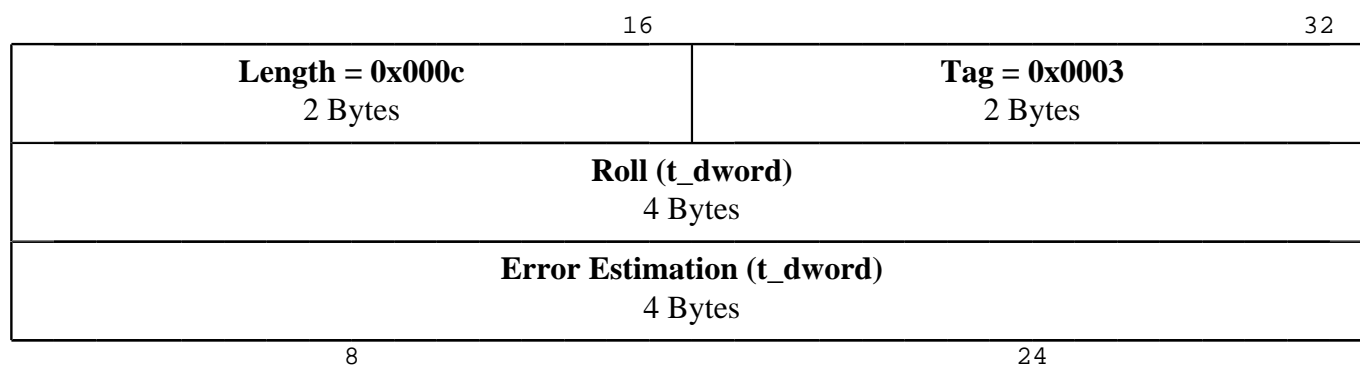 16 32
Length = 0x000c Tag = 0x0003
2 Bytes 2 Bytes
Roll (t_dword)
4 Bytes
Error Estimation (t_dword)
4 Bytes
8 24